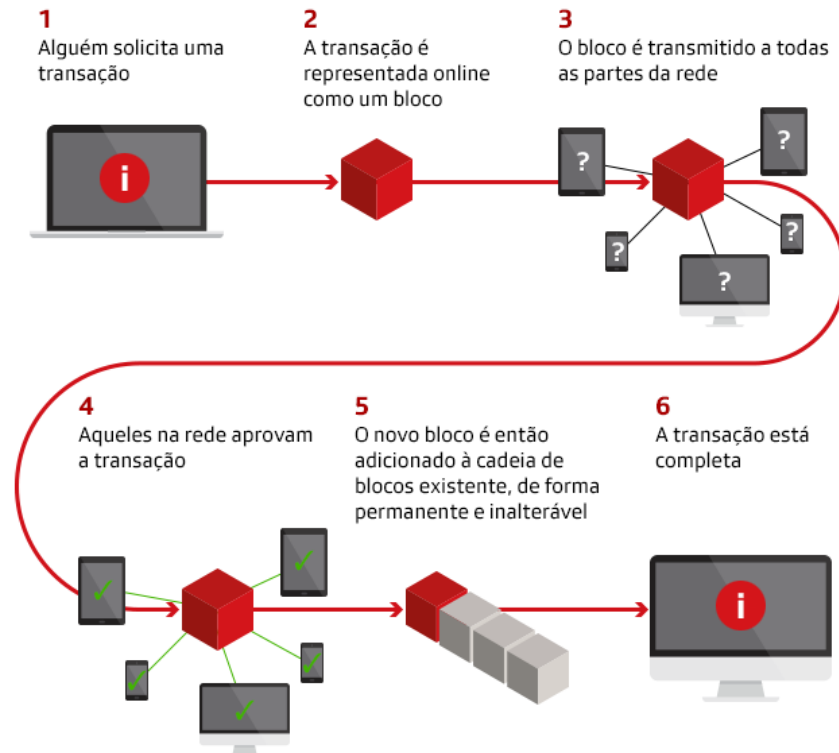 1
Alguém solicita uma
transação
2
A transação é
representada online
como um bloco
3
O bloco é transmitido a todas
as partes da rede
i
?
?
?
?
?
4
Aqueles na rede aprovam
a transação
5
O novo bloco é então
adicionado à cadeia de
blocos existente, de forma
permanente e inalterável
6
A transação está
completa
i